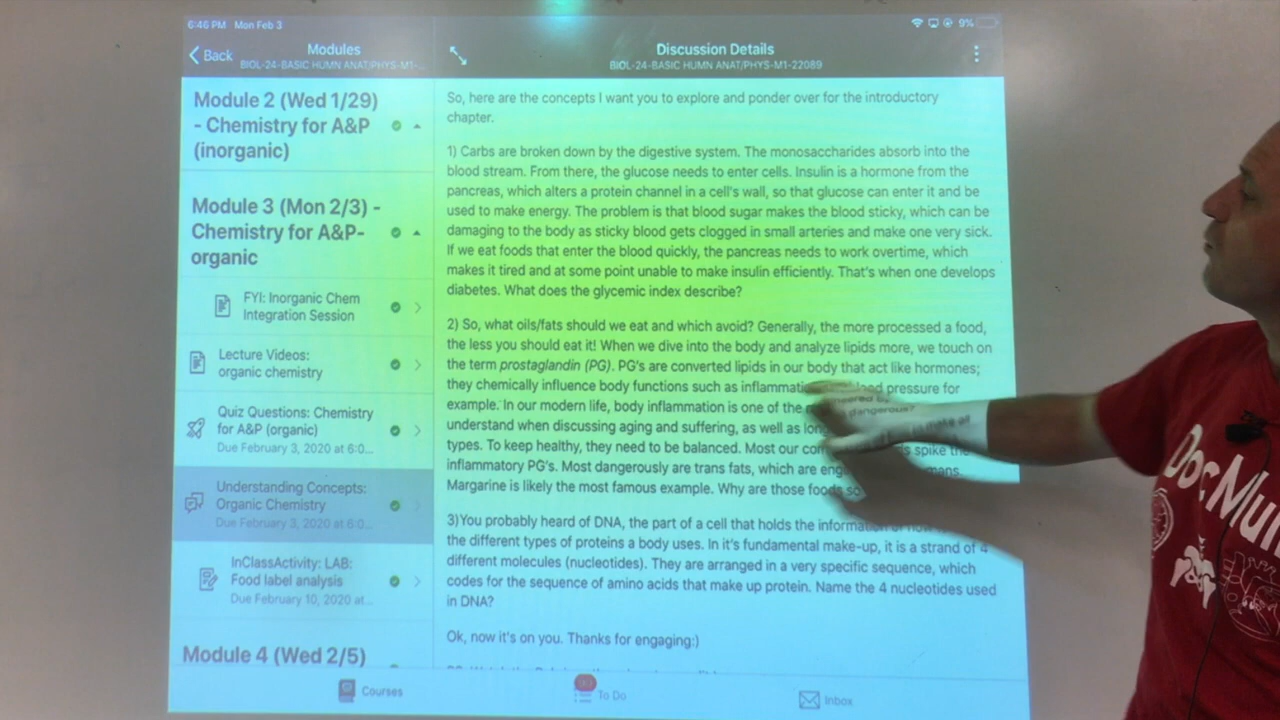 6:46 PM Mon Feb 3
9%
Back
Modules
BIOL-24-BASIC HUMN ANAT/PHYS-M1-...
Discussion Details
BIOL-24-BASIC HUMN ANAT/PHYS-M1-22089
Module 2 (Wed 1/29)
- Chemistry for A&P
(inorganic)
Module 3 (Mon 2/3) -
Chemistry for A&P-
organic
FYI: Inorganic Chem
Integration Session
Lecture Videos:
organic chemistry
Quiz Questions: Chemistry
for A&P (organic)
Due February 3, 2020 at 6:0...
Understanding Concepts:
Organic Chemistry
Due February 3, 2020 at 6:0...
InClassActivity: LAB:
Food label analysis
Due February 10, 2020 at...
Module 4 (Wed 2/5)
So, here are the concepts I want you to explore and ponder over for the introductory
chapter.
1) Carbs are broken down by the digestive system. The monosaccharides absorb into the
blood stream. From there, the glucose needs to enter cells. Insulin is a hormone from the
pancreas, which alters a protein channel in a cell's wall, so that glucose can enter it and be
used to make energy. The problem is that blood sugar makes the blood sticky, which can be
damaging to the body as sticky blood gets clogged in small arteries and make one very sick.
If we eat foods that enter the blood quickly, the pancreas needs to work overtime, which
makes it tired and at some point unable to make insulin efficiently. That's when one develops
diabetes. What does the glycemic index describe?
2) So, what oils/fats should we eat and which avoid? Generally, the more processed a food,
the less you should eat it! When we dive into the body and analyze lipids more, we touch on
the term prostaglandin (PG). PG's are converted lipids in our body that act like hormones;
they chemically influence body functions such as pressure for
example. In our modern life, body inflammation is one of the
understand when discussing aging and suffering, as well as
types. To keep healthy, they need to be balanced. Most our spike
inflammatory PG's. Most dangerously are trans fats, which are
Margarine is likely the most famous example. Why are those foods so
dangerous?
3)You probably heard of DNA, the part of a cell that holds the information
the different types of proteins a body uses. In it's fundamental make-up, it is a strand of 4
different molecules (nucleotides). They are arranged in a very specific sequence, which
codes for the sequence of amino acids that make up protein. Name the 4 nucleotides used
in DNA?
Ok, now it's on you. Thanks for engaging:)
Courses
To Do
Inbox